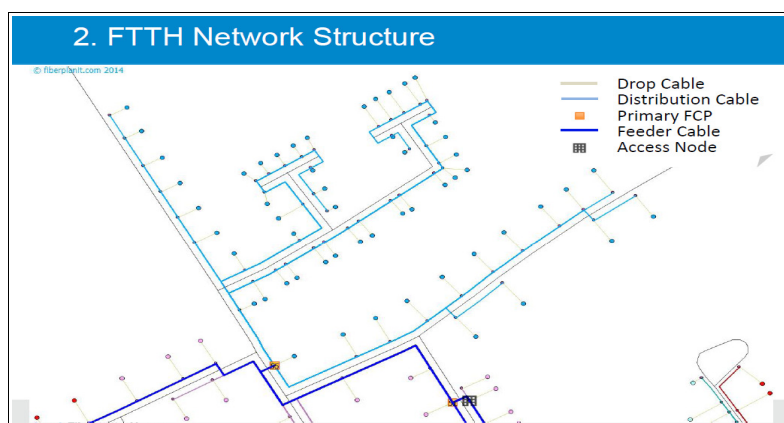 2. FTTH Network Structure
© fiberplanit.com 2014
Drop Cable
Distribution Cable
Primary FCP
Feeder Cable
Access Node